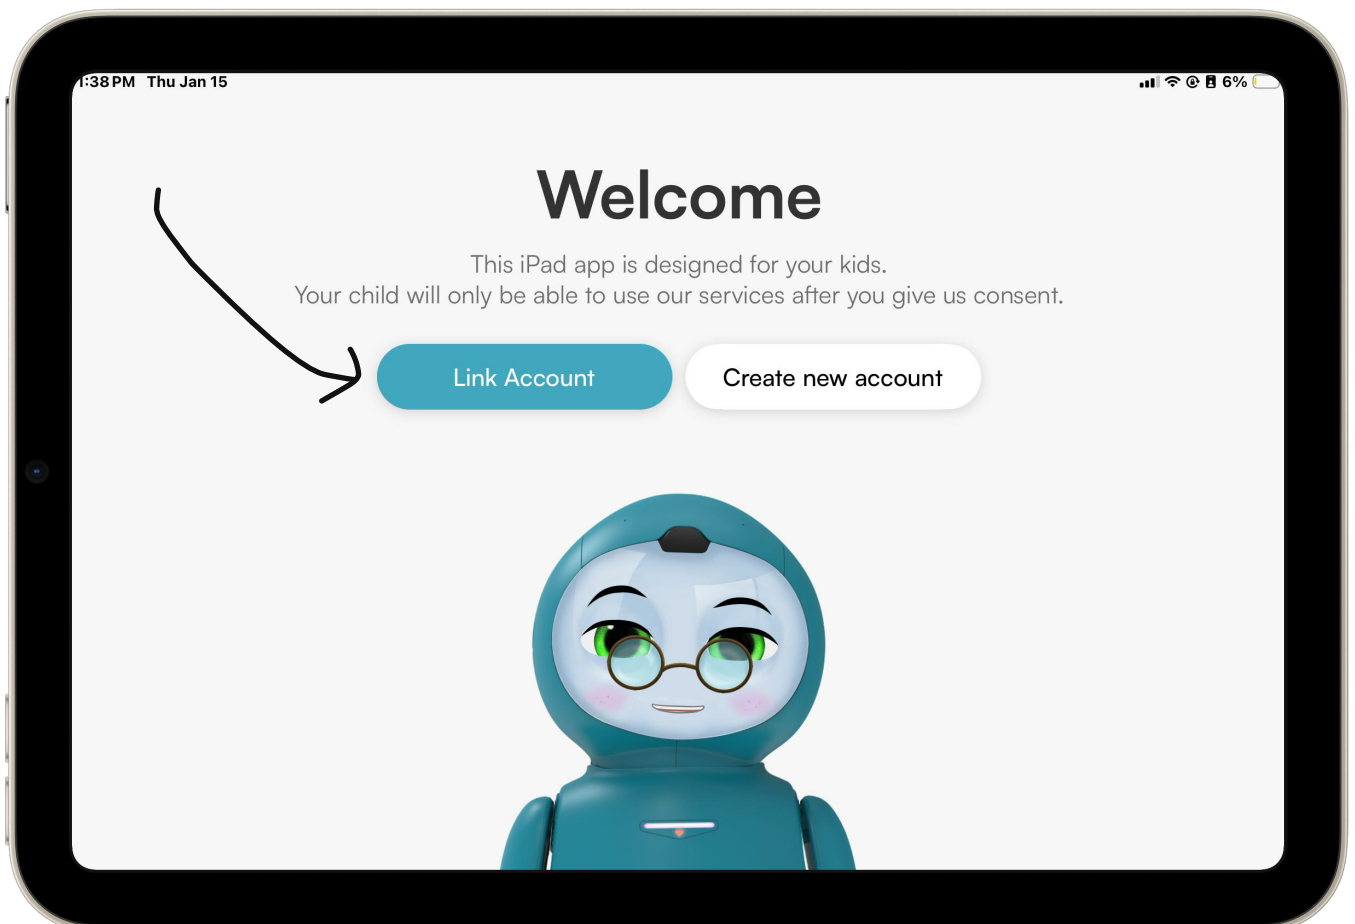 1:38 PM Thu Jan 15 6%
Welcome
This iPad app is designed for your kids.
Your child will only be able to use our services after you give us consent.
Link Account Create new account